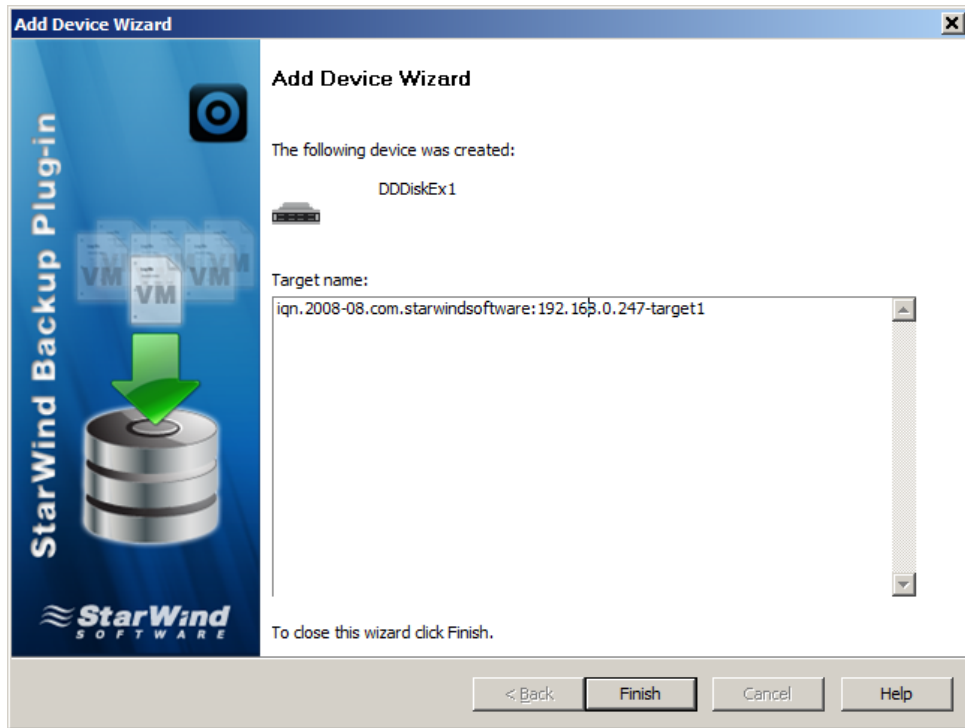 Add Device Wizard
StarWind Backup Plug-in
VM
VM
VM
StarWind
SOFTWARE
Add Device Wizard
The following device was created:
DDDiskEx1
Target name:
iqn.2008-08.com.starwindsoftware:192.168.0.247-target1
To close this wizard click Finish.
< Back
Finish
Cancel
Help